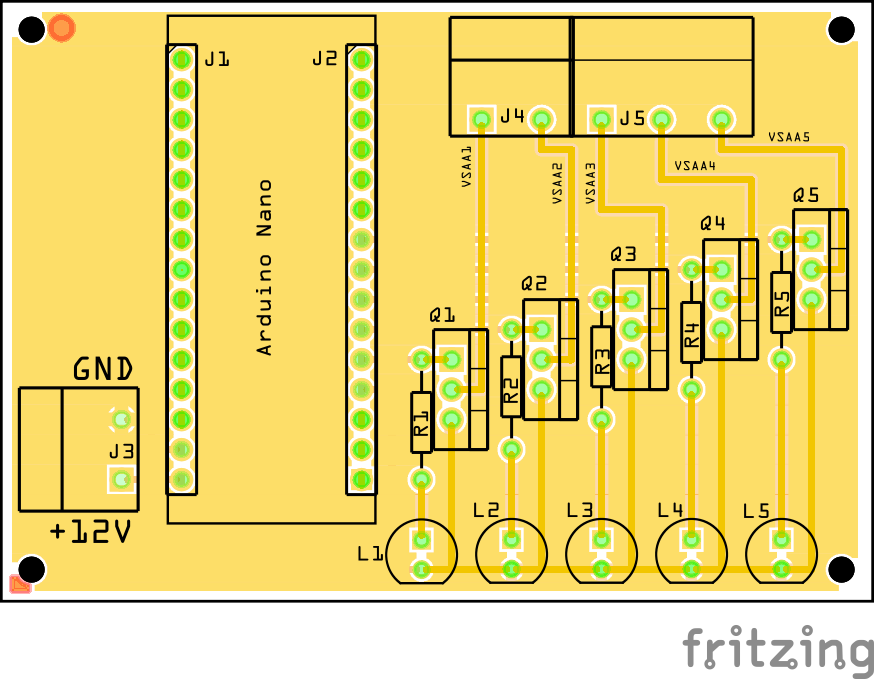 J1
J2
J4
J5
VSAA1
VSAA2
VSAA3
VSAA4
VSAA5
Arduino Nano
Q1
Q2
Q3
Q4
Q5
R1
R2
R3
R4
R5
GND
J3
+12V
L1
L2
L3
L4
L5
fritzing